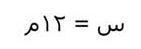 س = ١٢م